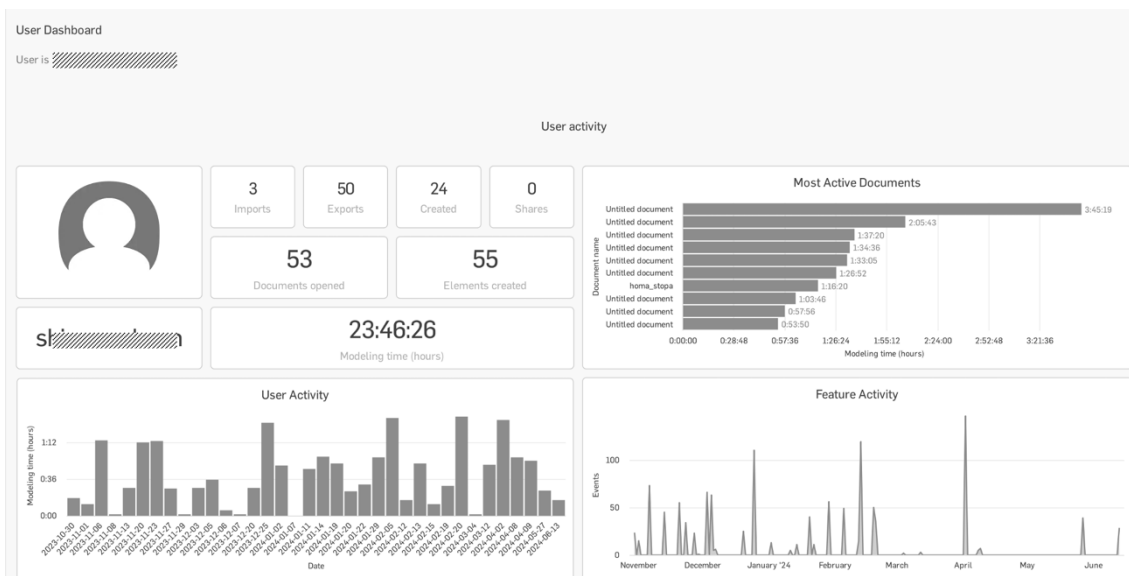 User Dashboard
User is
User activity
3
Imports
50
Exports
24
Created
0
Shares
53
Documents opened
55
Elements created
23:46:26
Modeling time (hours)
Most Active Documents
Document name
Untitled document 3:45:19
Untitled document 2:05:43
Untitled document 1:37:20
Untitled document 1:34:36
Untitled document 1:33:05
Untitled document 1:26:52
homa_stopa 1:16:20
Untitled document 1:03:46
Untitled document 0:57:56
Untitled document 0:53:50
0:00:00 0:28:48 0:57:36 1:26:24 1:55:12 2:24:00 2:52:48 3:21:36
Modeling time (hours)
User Activity
Modeling time (hours)
1:12
0:36
0:00
2023-10-30 2023-11-01 2023-11-06 2023-11-08 2023-11-13 2023-11-20 2023-11-23 2023-11-27 2023-11-29 2023-12-03 2023-12-05 2023-12-06 2023-12-07 2023-12-20 2023-12-25 2024-01-02 2024-01-07 2024-01-11 2024-01-14 2024-01-19 2024-01-20 2024-01-22 2024-01-29 2024-02-05 2024-02-12 2024-02-13 2024-02-15 2024-02-19 2024-02-20 2024-03-04 2024-03-12 2024-04-02 2024-04-08 2024-04-09 2024-05-27 2024-06-13
Date
Feature Activity
Events
100
50
0
November December January '24 February March April May June